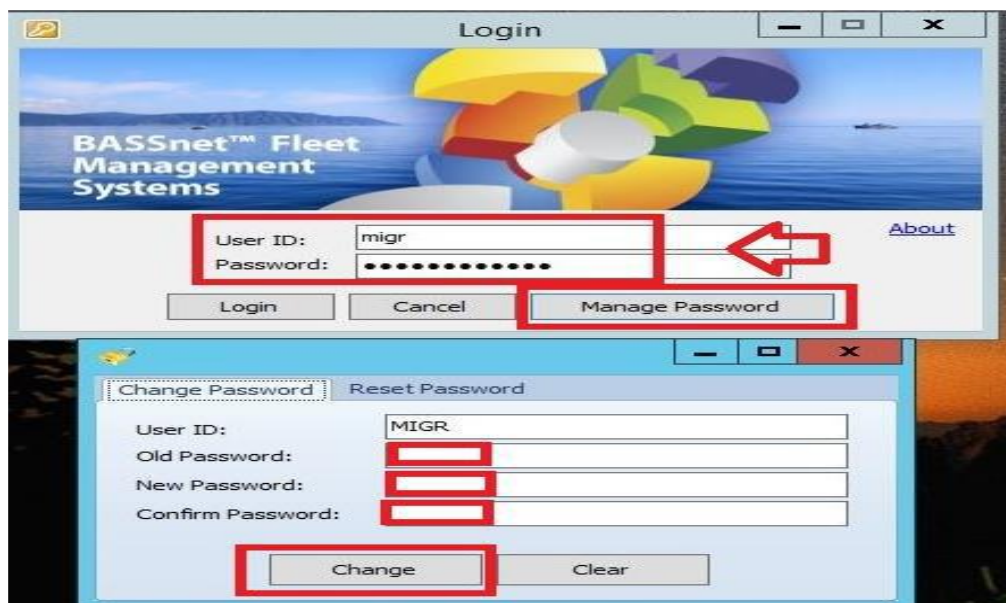 Login
BASSnet™ Fleet
Management
Systems
About
User ID: migr
Password: ●●●●●●●●●●●●
Login Cancel Manage Password
Change Password Reset Password
User ID: MIGR
Old Password:
New Password:
Confirm Password:
Change Clear